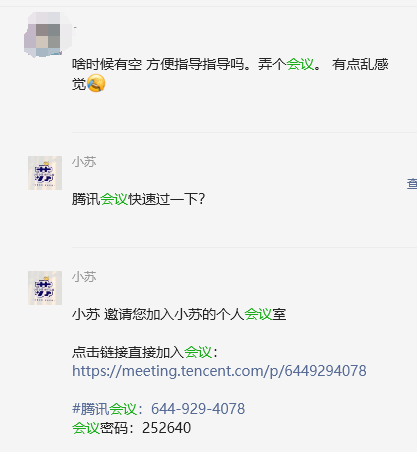 啥时候有空 方便指导指导吗。弄个会议。 有点乱感
觉
小苏
查
腾讯会议快速过一下?
小苏
小苏 邀请您加入小苏的个人会议室
点击链接直接加入会议：
https://meeting.tencent.com/p/6449294078
#腾讯会议：644-929-4078
会议密码：252640